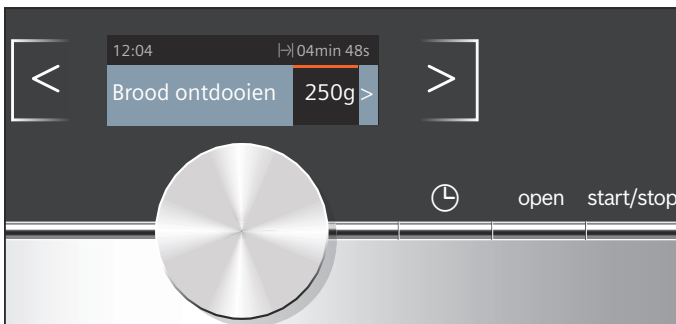 12:04 |→| 04min 48s
< Brood ontdooien 250g > >
open start/stop